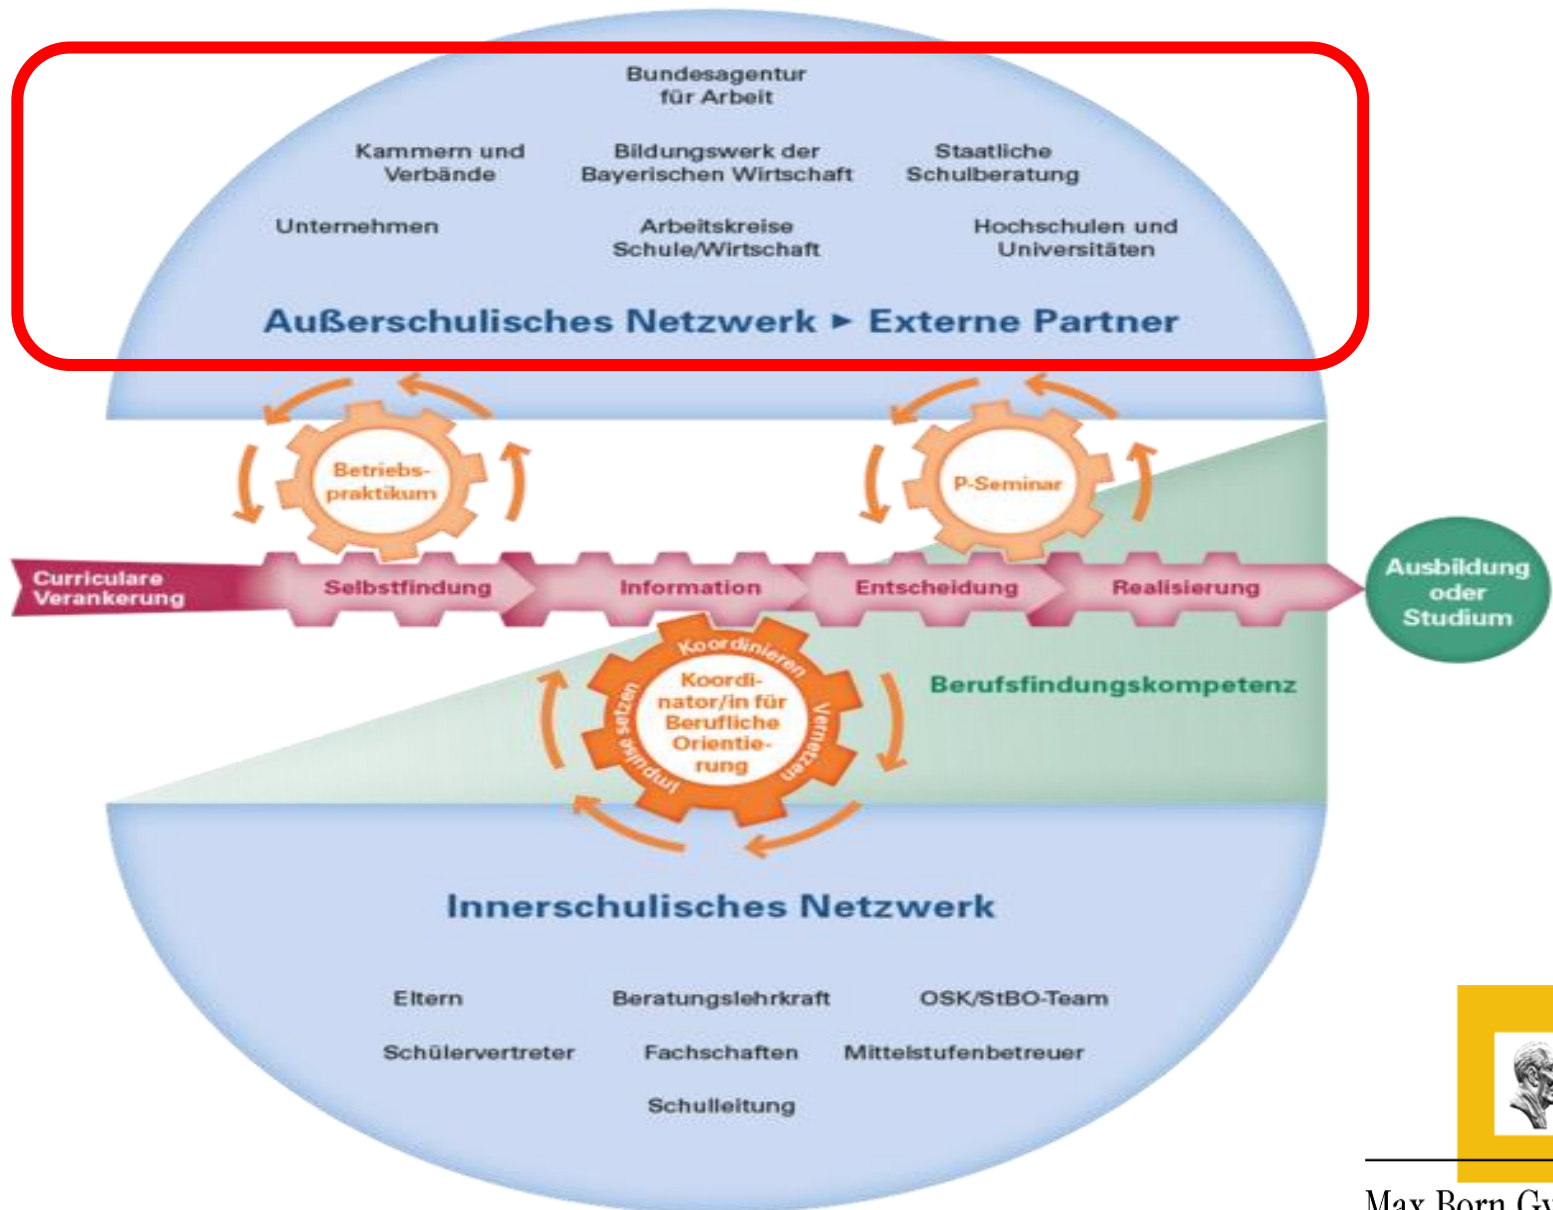 Bundesagentur
für Arbeit
Kammern und
Verbände
Bildungswerk der
Bayerischen Wirtschaft
Staatliche
Schulberatung
Unternehmen
Arbeitskreise
Schule/Wirtschaft
Hochschulen und
Universitäten
Außerschulisches Netzwerk ► Externe Partner
Betriebs-
praktikum
P-Seminar
Curriculare
Verankerung
Selbstfindung
Information
Entscheidung
Realisierung
Ausbildung
oder
Studium
Koordinieren
Vernetzen
Impulse setzen
Koordi-
nator/in für
Berufliche
Orientie-
rung
Berufsfindungskompetenz
Innerschulisches Netzwerk
Eltern
Beratungslehrkraft
OSK/StBO-Team
Schülervertreter
Fachschaften
Mittelstufenbetreuer
Schulleitung
Max Born Gy